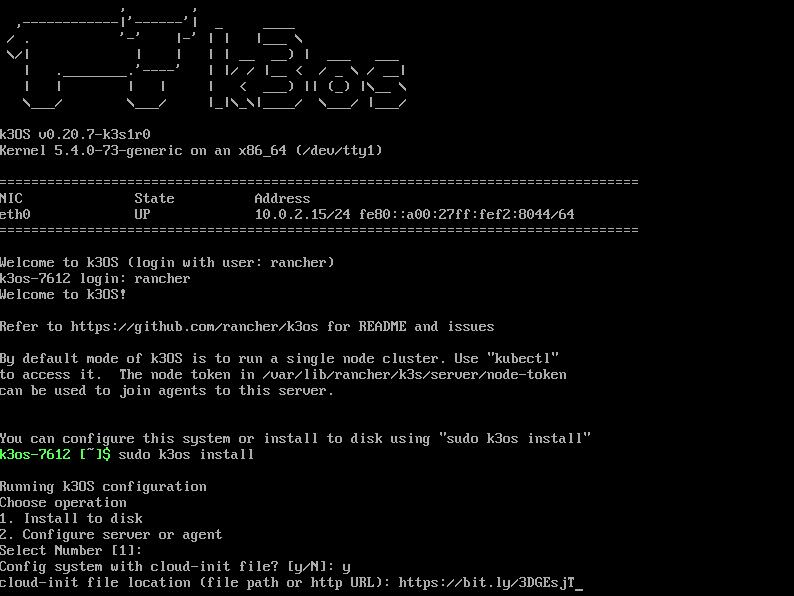 k3OS v0.20.7-k3s1r0
Kernel 5.4.0-73-generic on an x86_64 (/dev/tty1)
================================================================================
NIC State Address
eth0 UP 10.0.2.15/24 fe80::a00:27ff:fef2:8044/64
================================================================================
Welcome to k3OS (login with user: rancher)
k3os-7612 login: rancher
Welcome to k3OS!
Refer to https://github.com/rancher/k3os for README and issues
By default mode of k3OS is to run a single node cluster. Use "kubectl"
to access it.  The node token in /var/lib/rancher/k3s/server/node-token
can be used to join agents to this server.
You can configure this system or install to disk using "sudo k3os install"
k3os-7612 [~]$ sudo k3os install
Running k3OS configuration
Choose operation
1. Install to disk
2. Configure server or agent
Select Number [1]:
Config system with cloud-init file? [y/N]: y
cloud-init file location (file path or http URL): https://bit.ly/3DGEsjT_